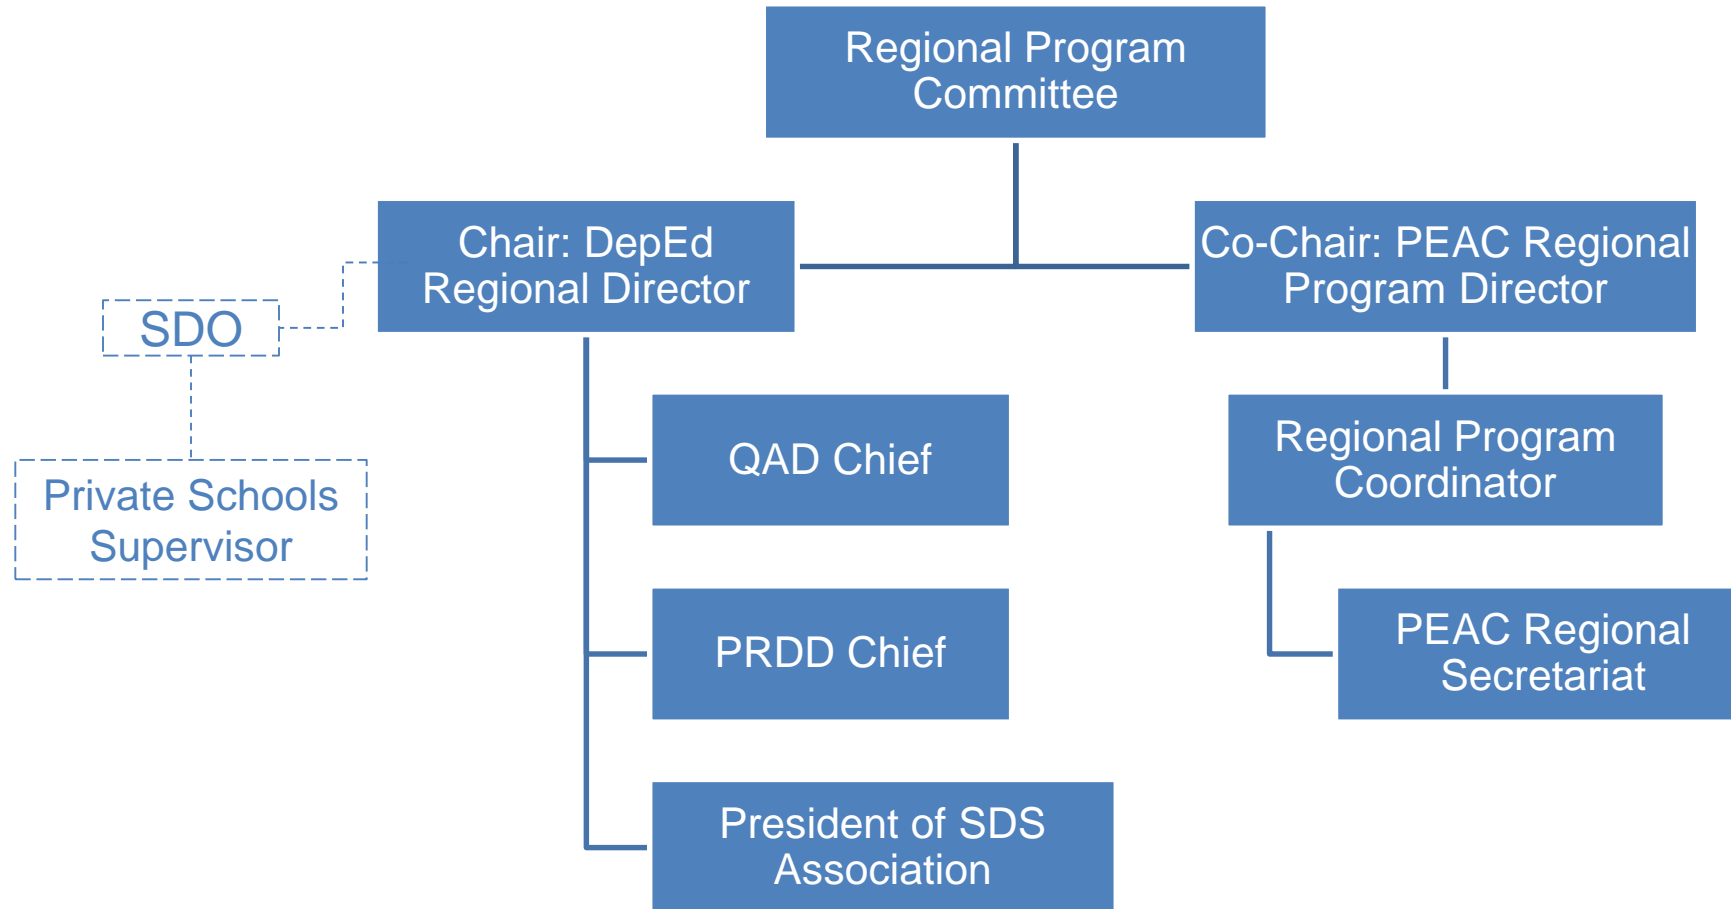 Regional Program
Committee
Chair: DepEd
Regional Director
Co-Chair: PEAC Regional
Program Director
SDO
Private Schools
Supervisor
QAD Chief
Regional Program
Coordinator
PRDD Chief
PEAC Regional
Secretariat
President of SDS
Association